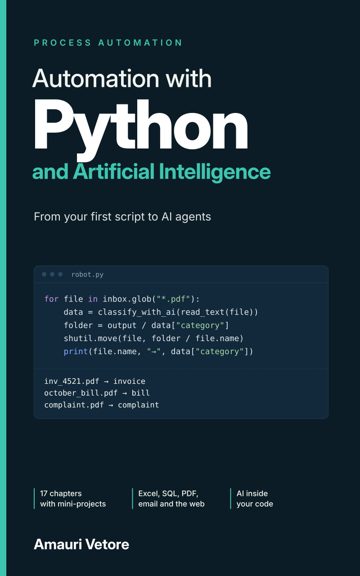 PROCESS AUTOMATION
Automation with
Python
and Artificial Intelligence
From your first script to AI agents
robot.py
for file in inbox.glob("*.pdf"):
    data = classify_with_ai(read_text(file))
    folder = output / data["category"]
    shutil.move(file, folder / file.name)
    print(file.name, "→", data["category"])
inv_4521.pdf → invoice
october_bill.pdf → bill
complaint.pdf → complaint
17 chapters
with mini-projects
Excel, SQL, PDF,
email and the web
AI inside
your code
Amauri Vetore